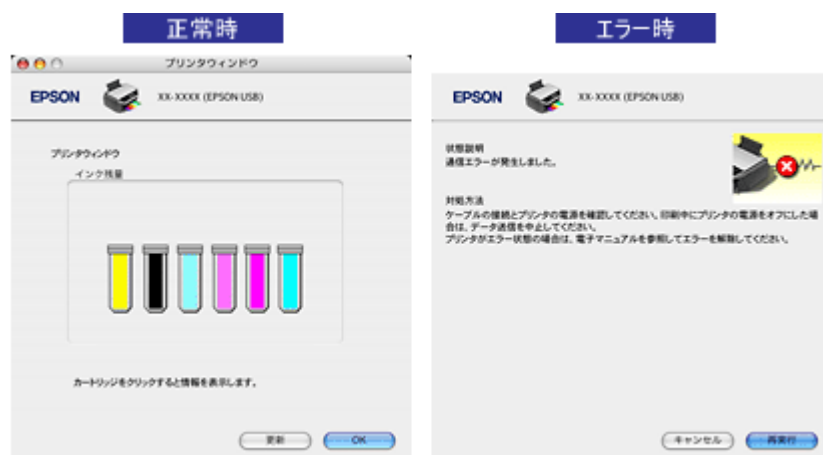 正常時
プリンタウィンドウ
EPSON
XX-XXXX (EPSON USB)
プリンタウィンドウ
インク残量
カートリッジをクリックすると情報を表示します。
更新
OK
エラー時
EPSON
XX-XXXX (EPSON USB)
状態説明
通信エラーが発生しました。
対処方法
ケーブルの接続とプリンタの電源を確認してください。印刷中にプリンタの電源をオフにした場
合は、データ送信を中止してください。
プリンタがエラー状態の場合は、電子マニュアルを参照してエラーを解除してください。
キャンセル
再実行